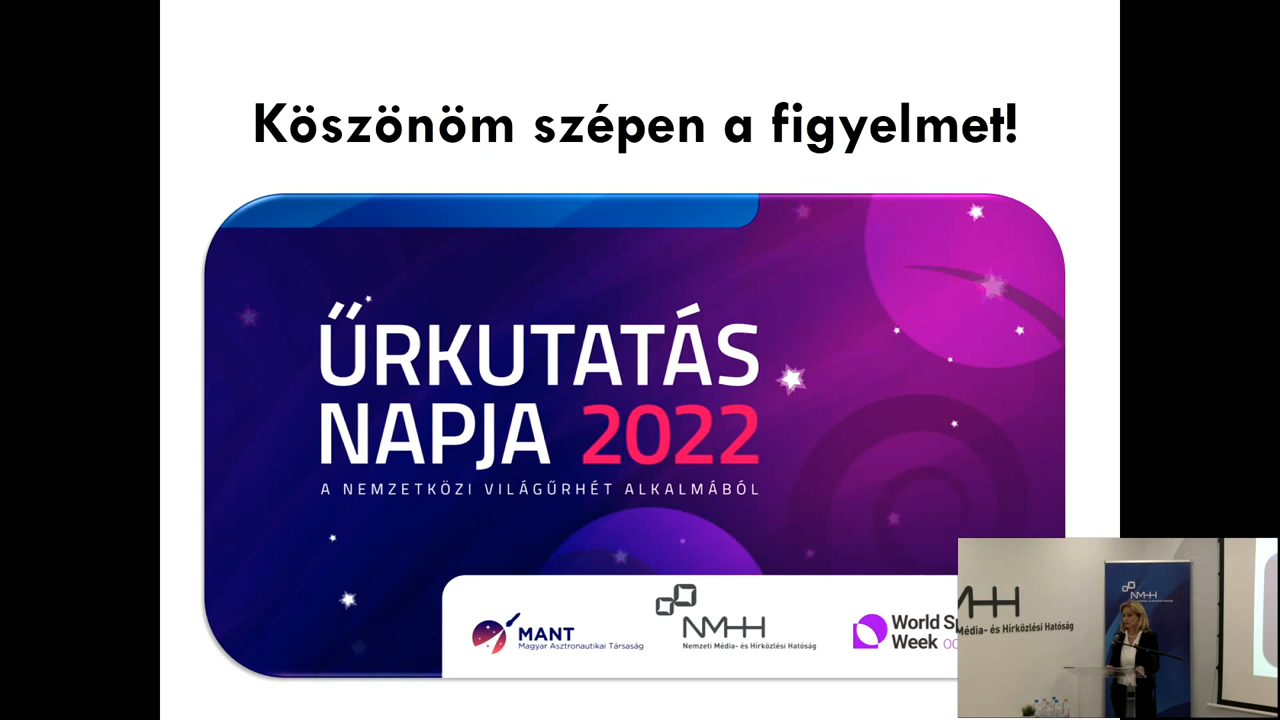 Köszönöm szépen a figyelmet!
ŰRKUTATÁS
NAPJA 2022
A NEMZETKÖZI VILÁGŰRHÉT ALKALMÁBÓL
MANT
Magyar Asztronautikai Társaság
NMHH
Nemzeti Média- és Hírközlési Hatóság
World
Week
Média- és Hírközlési Hatóság
NMHH